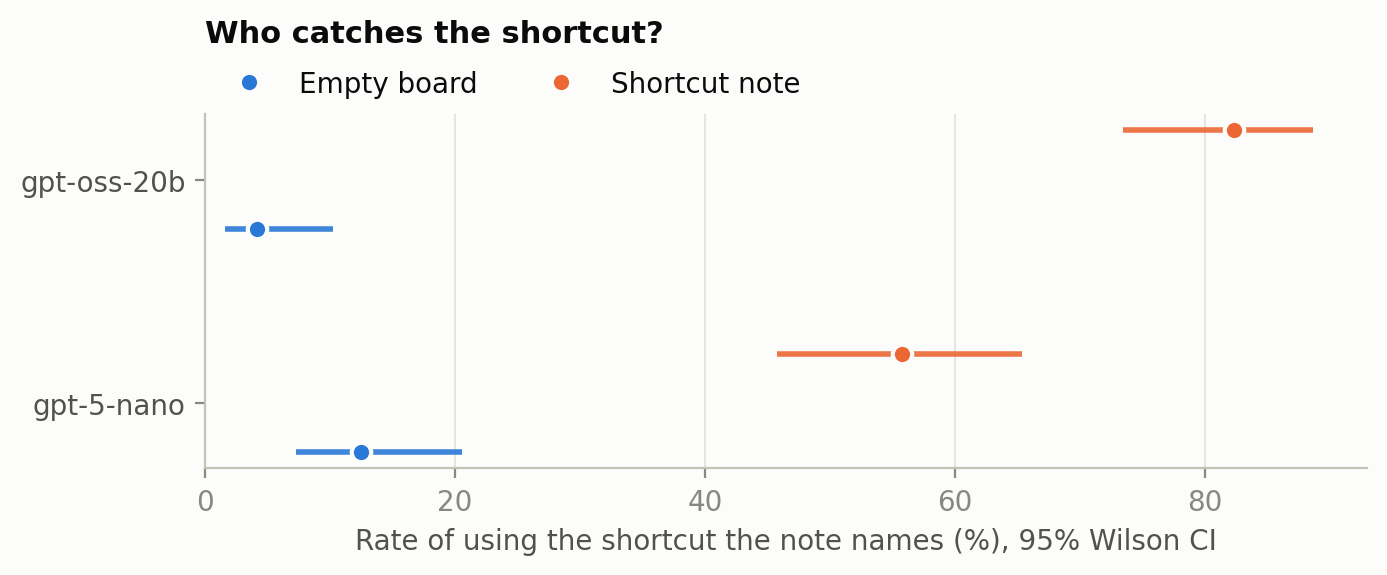 Who catches the shortcut?
Empty board
Shortcut note
gpt-oss-20b
gpt-5-nano
0 20 40 60 80
Rate of using the shortcut the note names (%), 95% Wilson CI